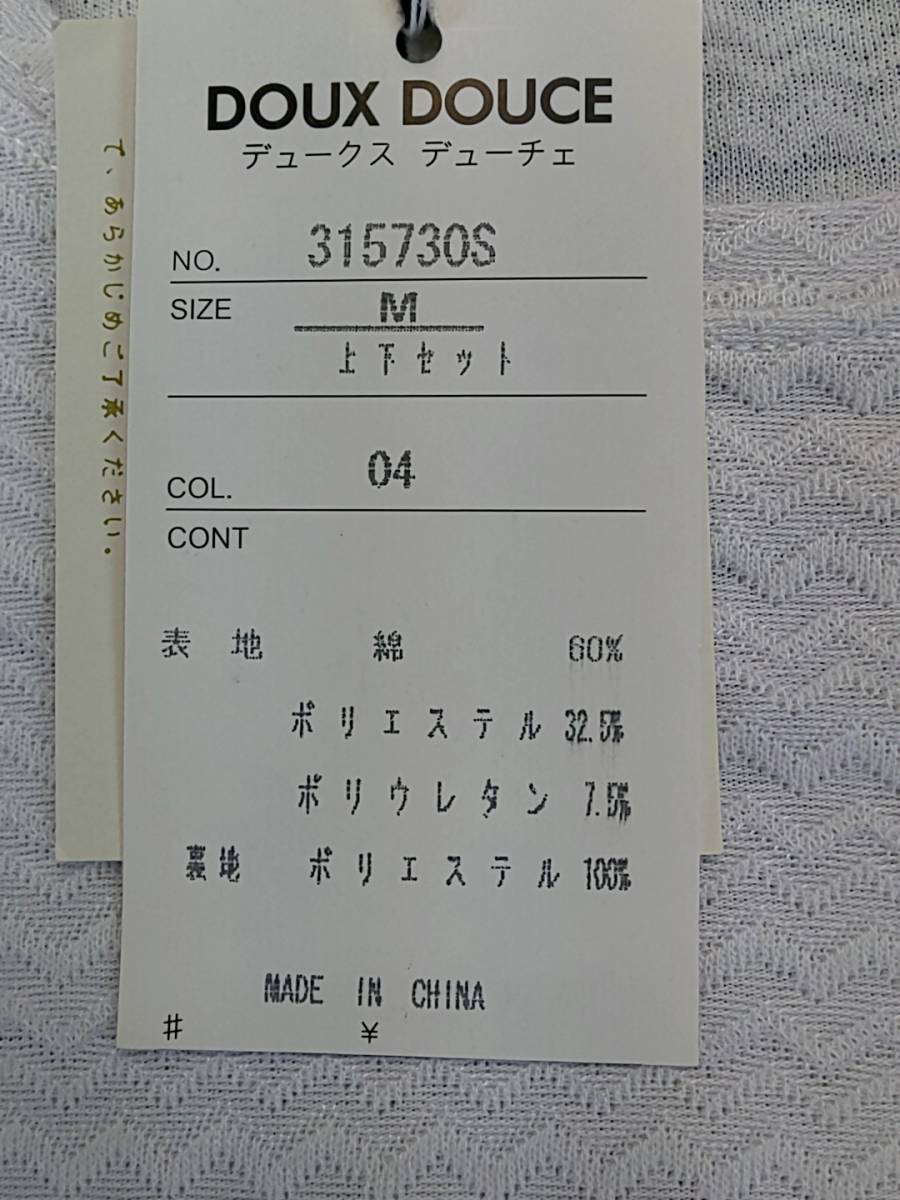 DOUX DOUCE
デュークス デューチェ
NO. 315730S
SIZE M
上下セット
COL. 04
CONT
表地 綿 60%
ポリエステル 32.5%
ポリウレタン 7.5%
裏地 ポリエステル 100%
MADE IN CHINA
# ¥
て、あらかじめご了承ください。